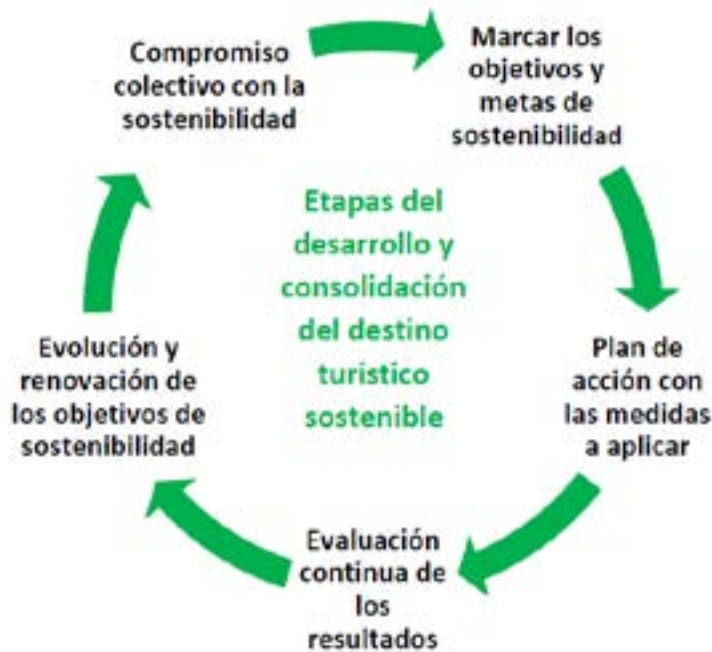 Compromiso
colectivo con la
sostenibilidad
Marcar los
objetivos y
metas de
sostenibilidad
Etapas del
desarrollo y
consolidación
del destino
turístico
sostenible
Plan de
acción con
las medidas
a aplicar
Evaluación
continua de
los
resultados
Evolución y
renovación de
los objetivos de
sostenibilidad